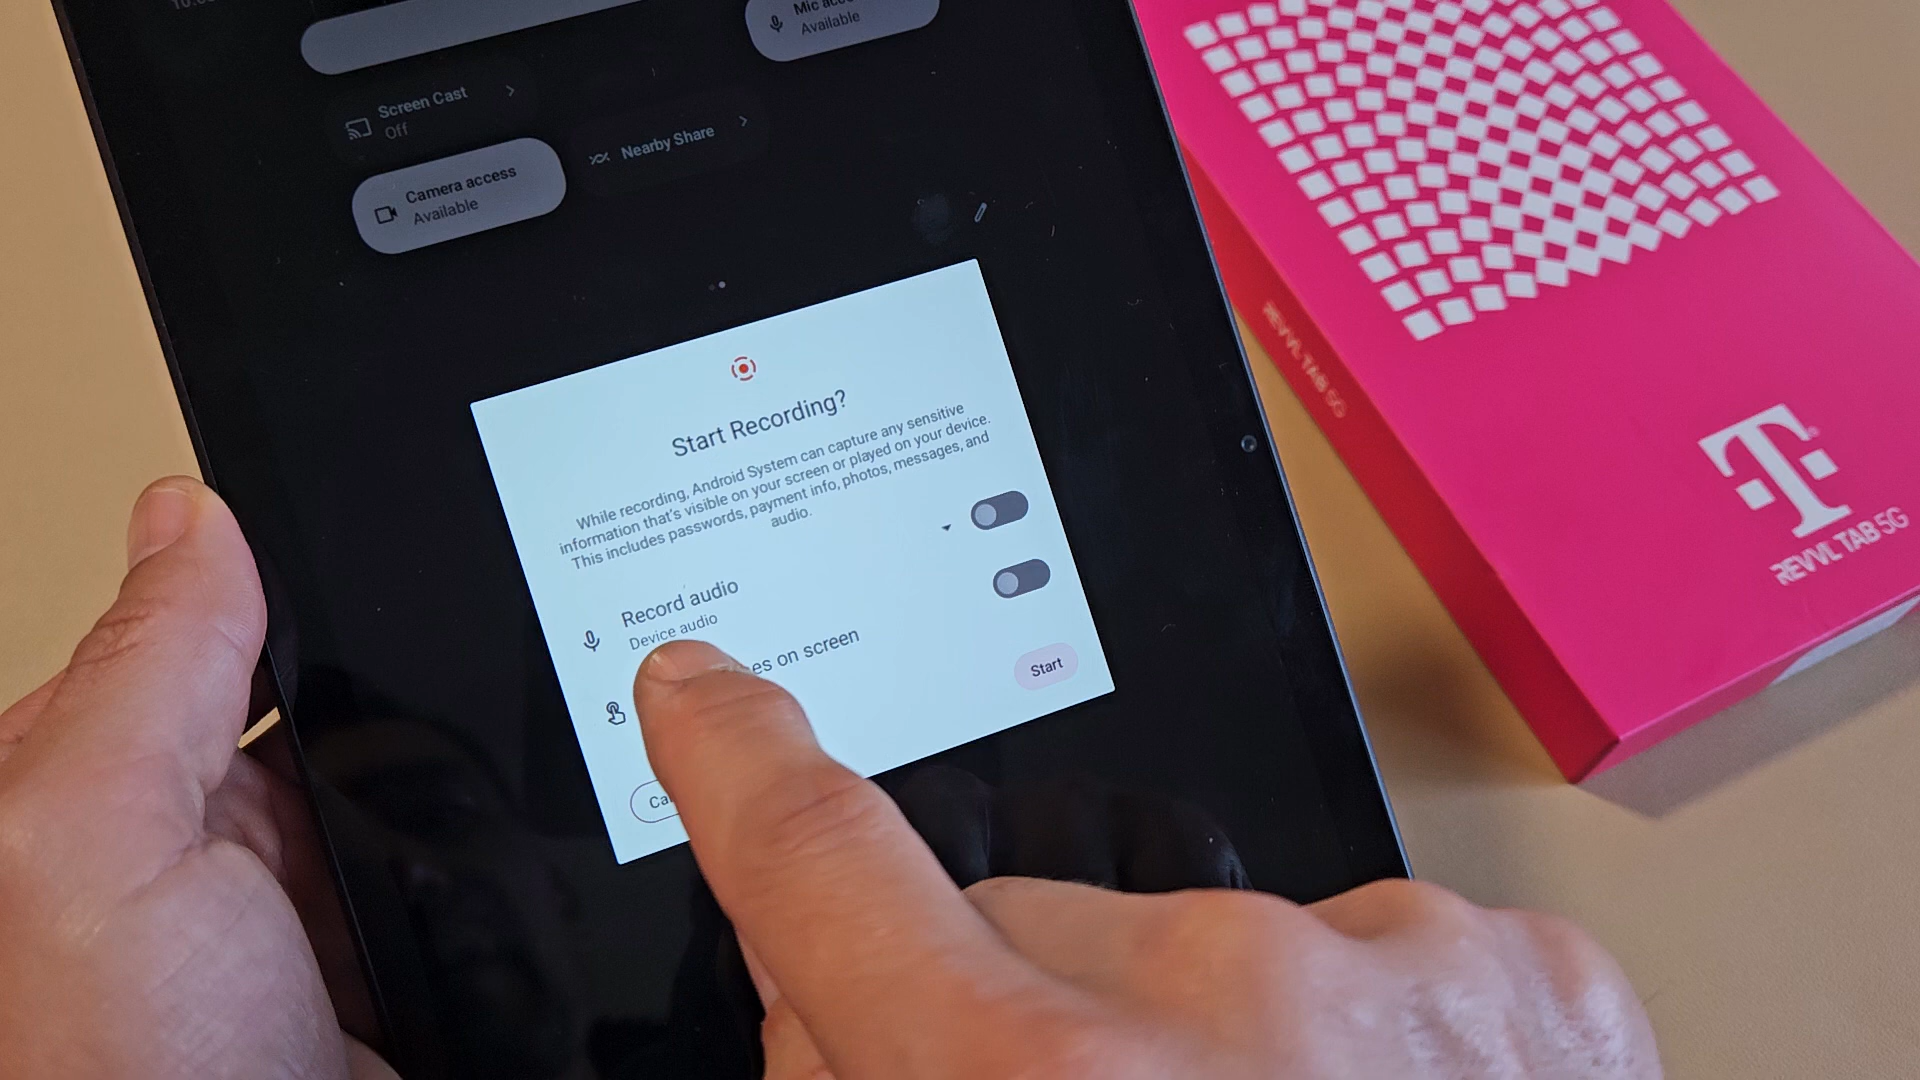 Mic
Available
Screen Cast
Off
Nearby Share
Camera access
Available
Start Recording?
While recording, Android System can capture any sensitive
information that's visible on your screen or played on your device.
This includes passwords, payment info, photos, messages, and
audio.
Record audio
Device audio
on screen
Start
REVVL TAB 5G
T
REVVL TAB 5G